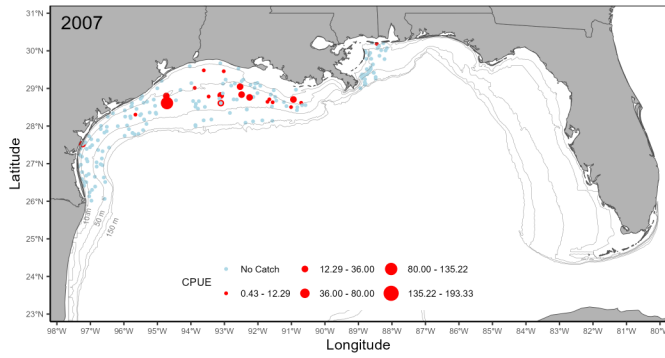 2007
31°N
30°N
29°N
28°N
27°N
26°N
25°N
24°N
23°N
Latitude
10 m
50 m
150 m
CPUE
No Catch
12.29 - 36.00
80.00 - 135.22
0.43 - 12.29
36.00 - 80.00
135.22 - 193.33
98°W 97°W 96°W 95°W 94°W 93°W 92°W 91°W 90°W 89°W 88°W 87°W 86°W 85°W 84°W 83°W 82°W 81°W 80°W
Longitude